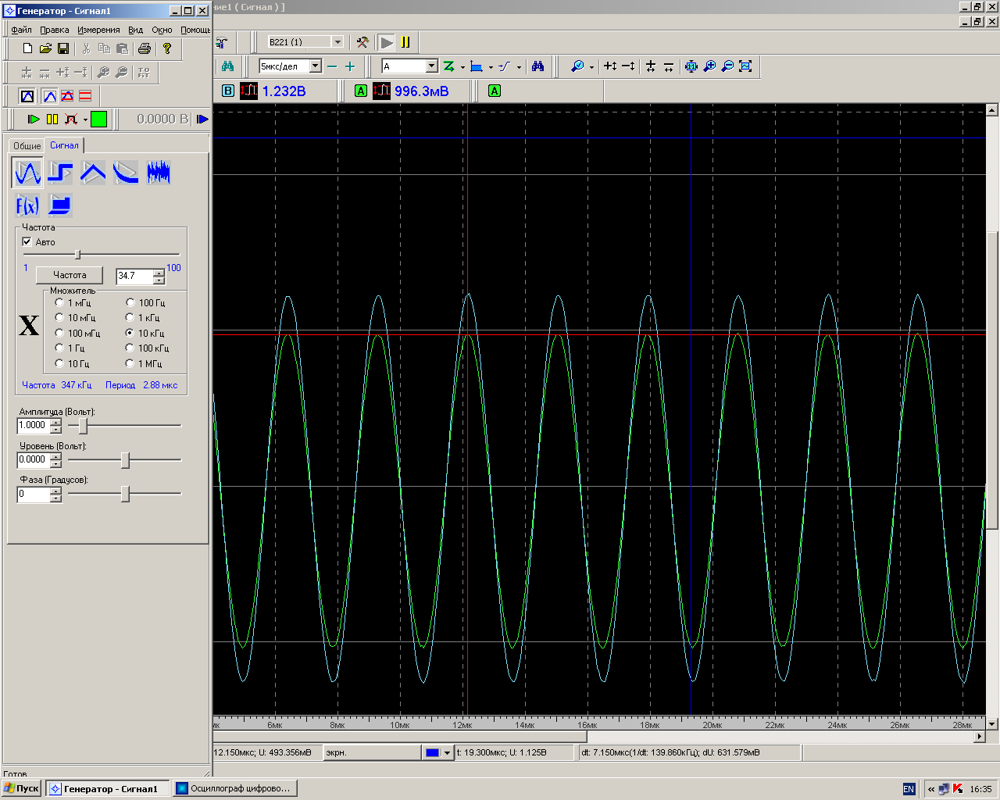 Генератор - Сигнал1
ние1 ( Сигнал ) ]
Файл Правка Измерения Вид Окно Помощь
B221 (1)
5мкс/дел
A
TO FIT
B 1.232В A 996.3мВ A
0.0000 В
Общие Сигнал
F(x)
Частота
Авто
1 100
Частота 34.7
Множитель
X
1 мГц 100 Гц
10 мГц 1 кГц
100 мГц 10 кГц
1 Гц 100 кГц
10 Гц 1 МГц
Частота 347 кГц Период 2.88 мкс
Амплитуда (Вольт):
1.0000
Уровень (Вольт):
0.0000
Фаза (Градусов):
0
мк 6мк 8мк 10мк 12мк 14мк 16мк 18мк 20мк 22мк 24мк 26мк 28мк
12.150мкс; U: 493.356мВ экрн. t: 19.300мкс; U: 1.125В dt: 7.150мкс(1/dt: 139.860кГц); dU: 631.579мВ
Готов
Пуск Генератор - Сигнал1 Осциллограф цифрово... EN « K 16:35